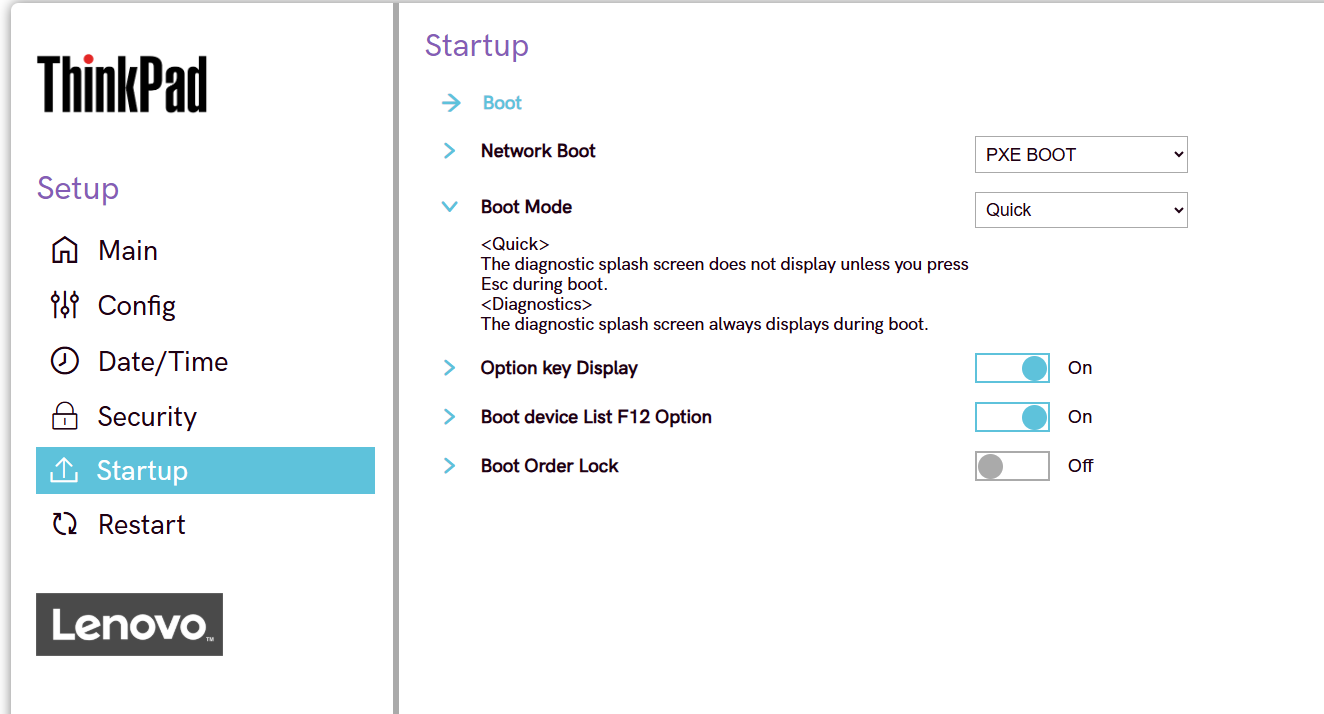 ThinkPad
Setup
Main
Config
Date/Time
Security
Startup
Restart
Lenovo™
Startup
Boot
Network Boot
PXE BOOT
Boot Mode
Quick
<Quick>
The diagnostic splash screen does not display unless you press
Esc during boot.
<Diagnostics>
The diagnostic splash screen always displays during boot.
Option key Display
On
Boot device List F12 Option
On
Boot Order Lock
Off